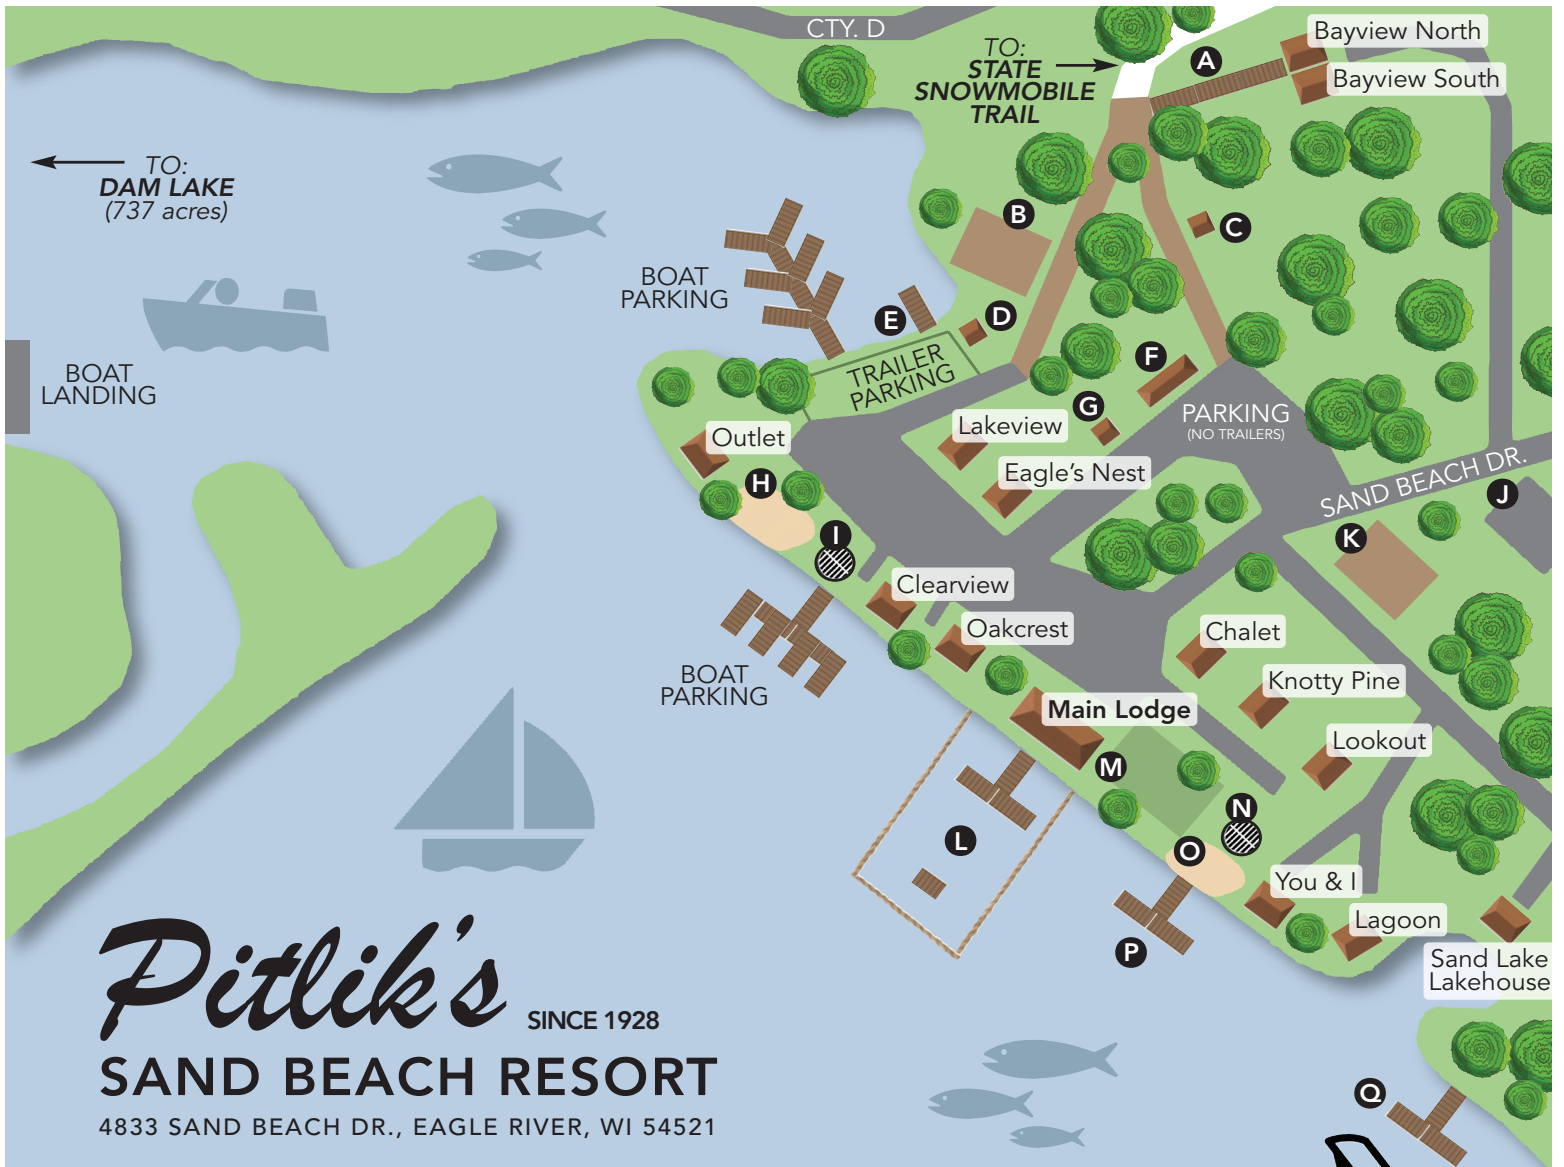 CTY. D
TO:
STATE
SNOWMOBILE
TRAIL
A
Bayview North
Bayview South
TO:
DAM LAKE
(737 acres)
B
C
BOAT
PARKING
E
D
TRAILER
PARKING
F
BOAT
LANDING
G
PARKING
(NO TRAILERS)
Outlet
Lakeview
Eagle's Nest
SAND BEACH DR.
H
J
I
K
Clearview
Oakcrest
Chalet
BOAT
PARKING
Knotty Pine
Main Lodge
Lookout
M
N
L
O
You & I
P
Lagoon
Sand Lake
Lakehouse
Pitlik's
SINCE 1928
SAND BEACH RESORT
4833 SAND BEACH DR., EAGLE RIVER, WI 54521
Q